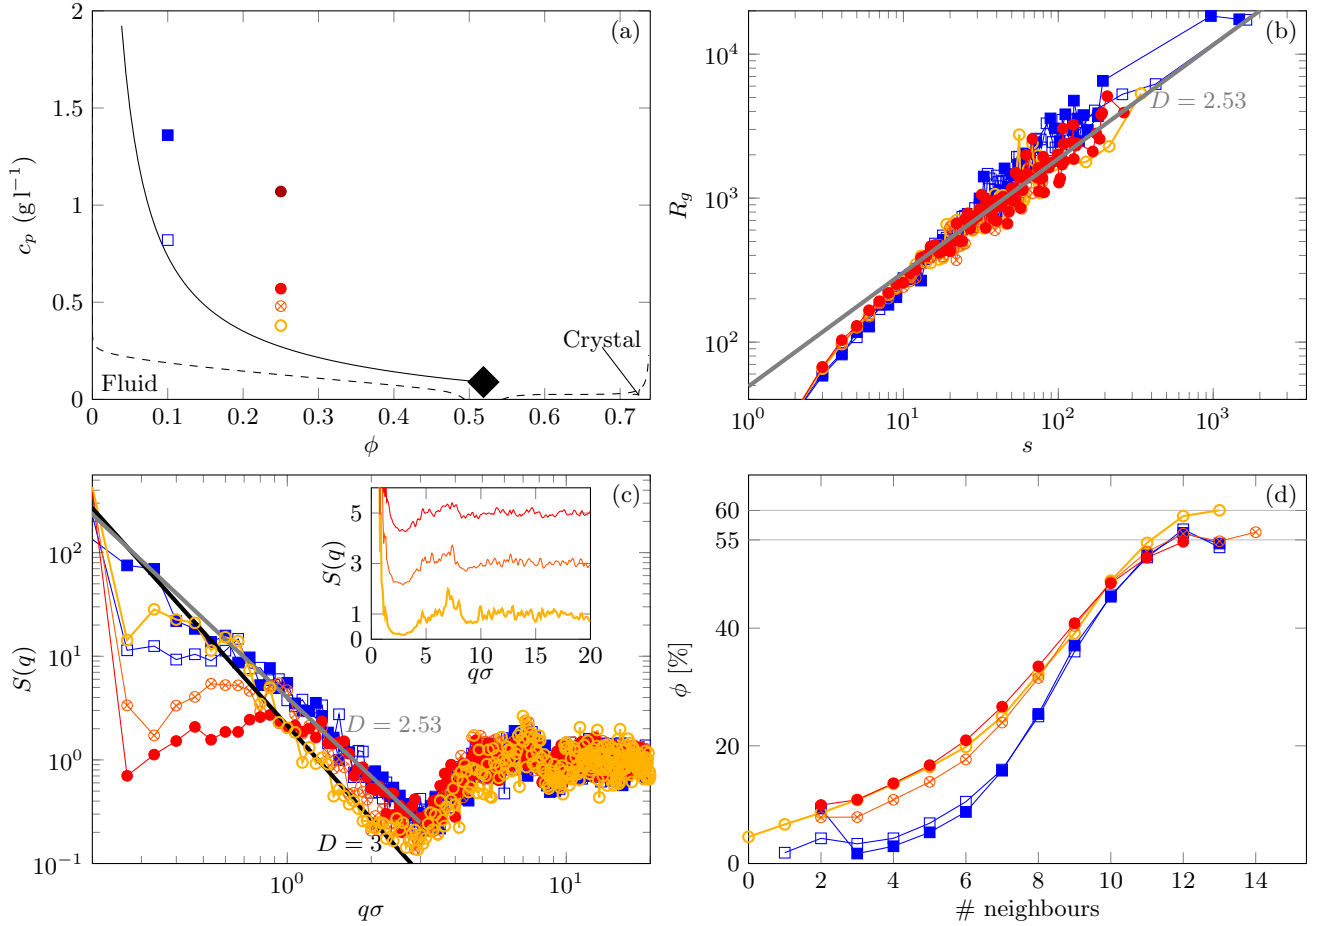 (a)
2
1.5
1
0.5
0
c_p (g l^{−1})
Crystal
Fluid
0 0.1 0.2 0.3 0.4 0.5 0.6 0.7
ϕ
(b)
10^4
10^3
10^2
R_g
D = 2.53
10^0 10^1 10^2 10^3
s
(c)
10^2
10^1
10^0
10^{−1}
S(q)
D = 2.53
D = 3
10^0 10^1
qσ
5
3
1
0
S(q)
0 5 10 15 20
qσ
(d)
60
55
40
20
0
ϕ [%]
0 2 4 6 8 10 12 14
# neighbours